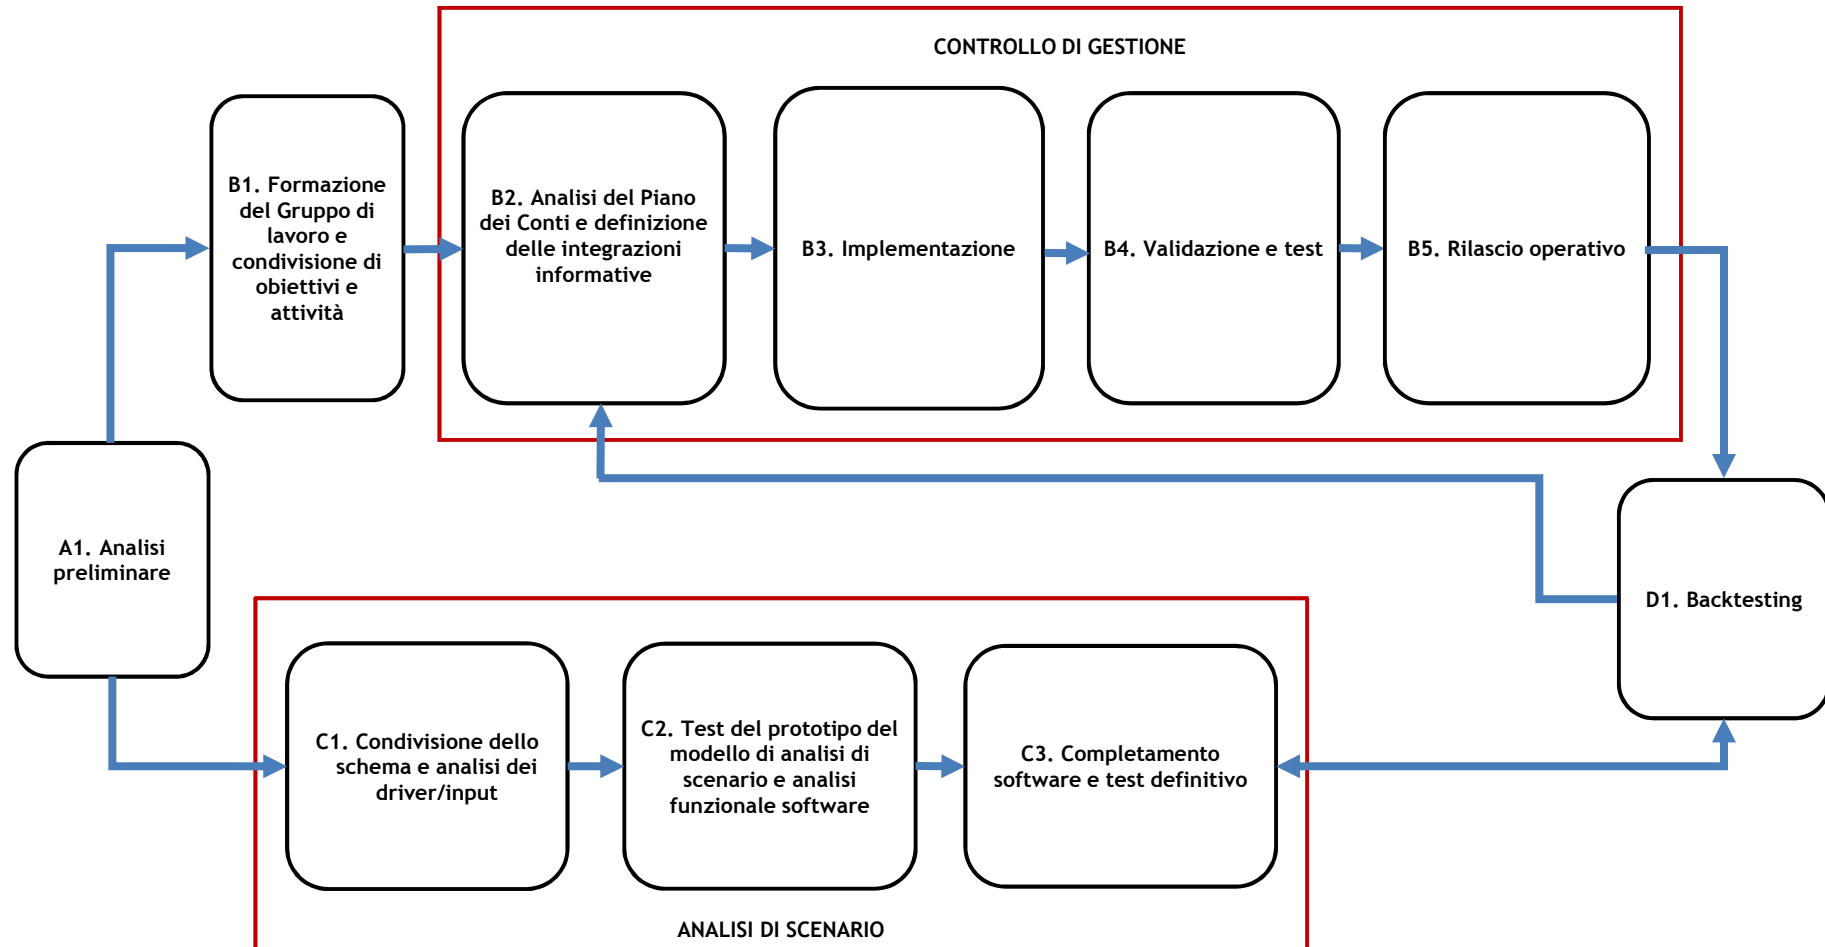 CONTROLLO DI GESTIONE
B1. Formazione
del Gruppo di
lavoro e
condivisione di
obiettivi e
attività
B2. Analisi del Piano
dei Conti e definizione
delle integrazioni
informative
B3. Implementazione
B4. Validazione e test
B5. Rilascio operativo
A1. Analisi
preliminare
D1. Backtesting
C1. Condivisione dello
schema e analisi dei
driver/input
C2. Test del prototipo del
modello di analisi di
scenario e analisi
funzionale software
C3. Completamento
software e test definitivo
ANALISI DI SCENARIO